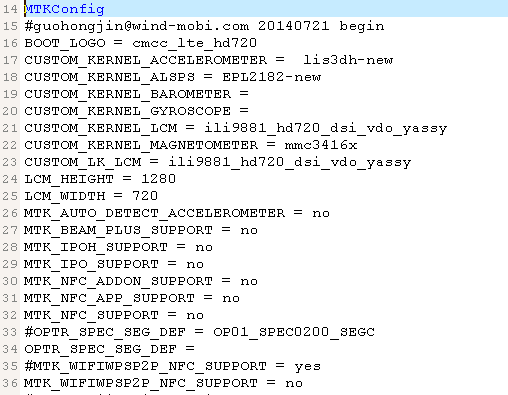 14 MTKConfig
15 #guohongjin@wind-mobi.com 20140721 begin
16 BOOT_LOGO = cmcc_lte_hd720
17 CUSTOM_KERNEL_ACCELEROMETER =  lis3dh-new
18 CUSTOM_KERNEL_ALSPS = EPL2182-new
19 CUSTOM_KERNEL_BAROMETER =
20 CUSTOM_KERNEL_GYROSCOPE =
21 CUSTOM_KERNEL_LCM = ili9881_hd720_dsi_vdo_yassy
22 CUSTOM_KERNEL_MAGNETOMETER = mmc3416x
23 CUSTOM_LK_LCM = ili9881_hd720_dsi_vdo_yassy
24 LCM_HEIGHT = 1280
25 LCM_WIDTH = 720
26 MTK_AUTO_DETECT_ACCELEROMETER = no
27 MTK_BEAM_PLUS_SUPPORT = no
28 MTK_IPOH_SUPPORT = no
29 MTK_IPO_SUPPORT = no
30 MTK_NFC_ADDON_SUPPORT = no
31 MTK_NFC_APP_SUPPORT = no
32 MTK_NFC_SUPPORT = no
33 #OPTR_SPEC_SEG_DEF = OP01_SPEC0200_SEGC
34 OPTR_SPEC_SEG_DEF =
35 #MTK_WIFIWPSP2P_NFC_SUPPORT = yes
36 MTK_WIFIWPSP2P_NFC_SUPPORT = no